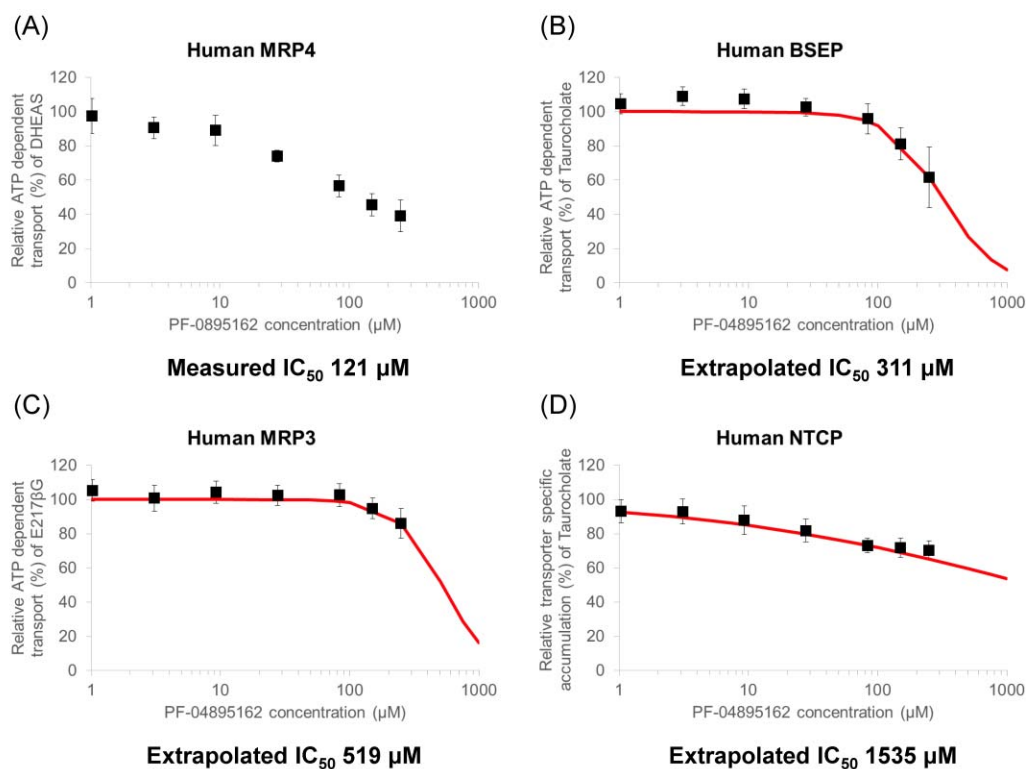 (A)
Human MRP4
Relative ATP dependent
transport (%) of DHEAS
120
100
80
60
40
20
0
1
10
100
1000
PF-0895162 concentration (µM)
Measured IC₅₀ 121 µM
(B)
Human BSEP
Relative ATP dependent
transport (%) of Taurocholate
120
100
80
60
40
20
0
1
10
100
1000
PF-04895162 concentration (µM)
Extrapolated IC₅₀ 311 µM
(C)
Human MRP3
Relative ATP dependent
transport (%) of E217βG
120
100
80
60
40
20
0
1
10
100
1000
PF-04895162 concentration (µM)
Extrapolated IC₅₀ 519 µM
(D)
Human NTCP
Relative transporter specific
accumulation (%) of Taurocholate
120
100
80
60
40
20
0
1
10
100
1000
PF-04895162 concentration (µM)
Extrapolated IC₅₀ 1535 µM